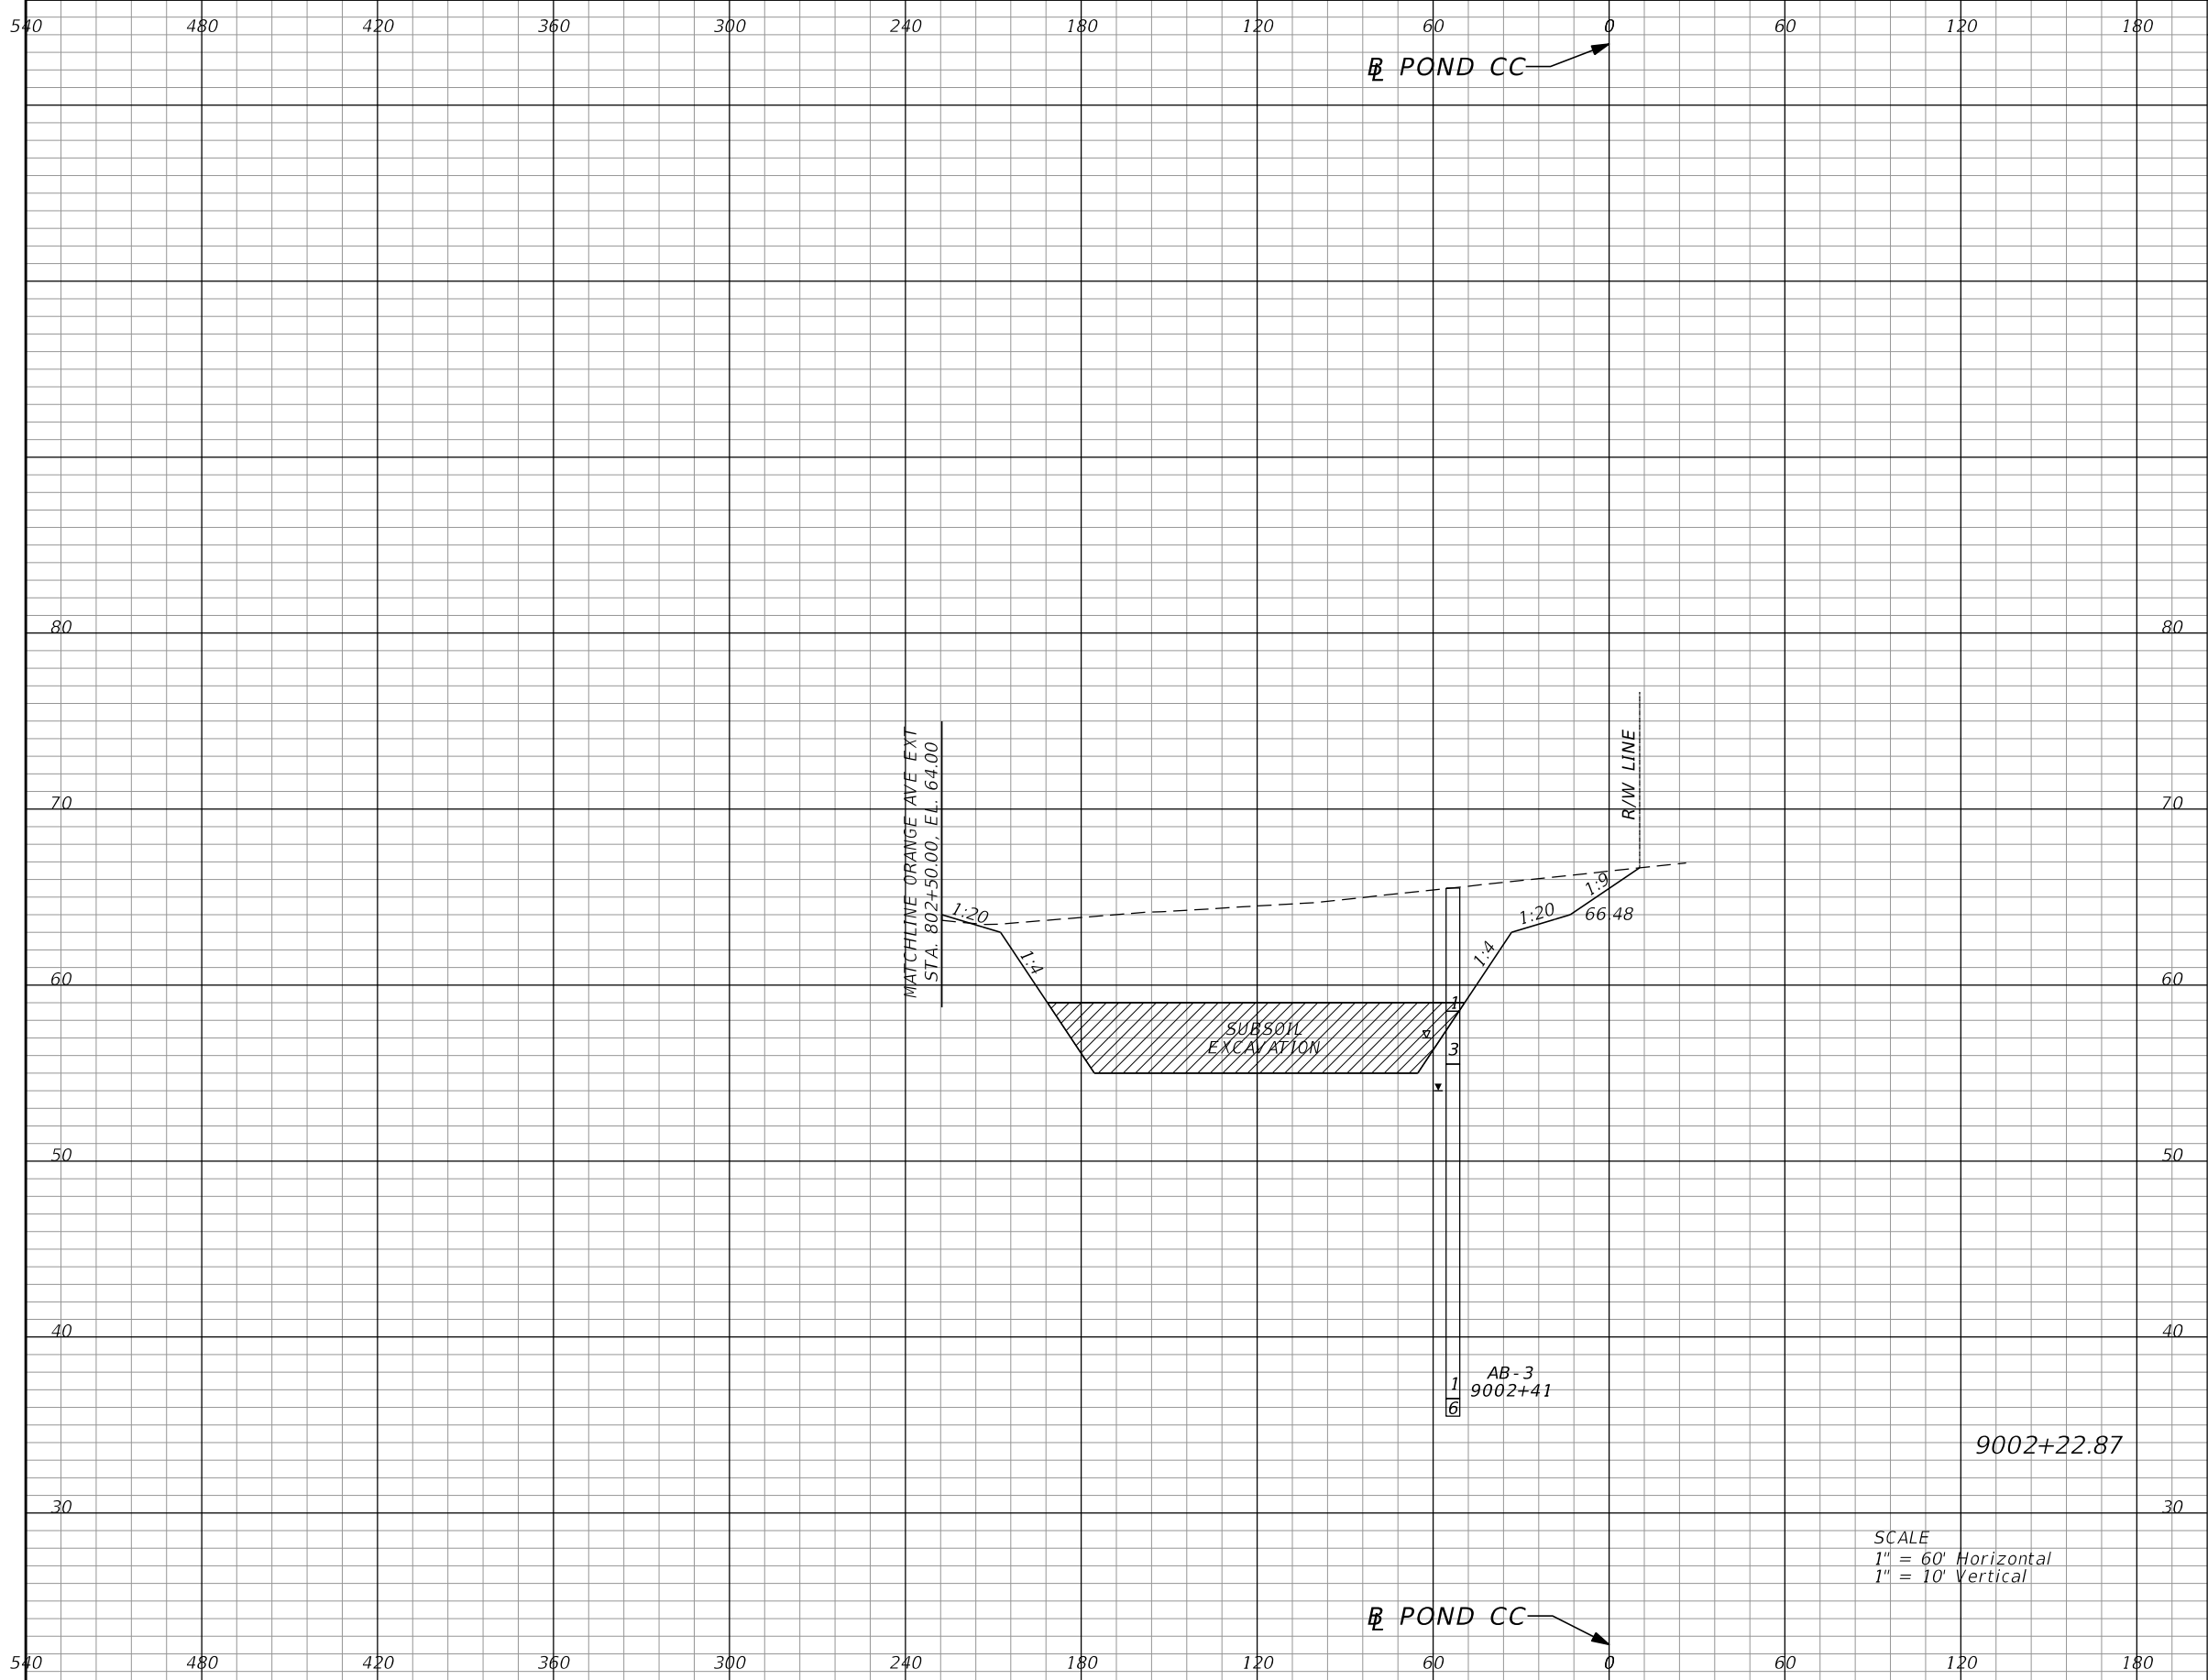 540 480 420 360 300 240 180 120 60 0 60 120 180
BL POND CC
80 80
R/W LINE
MATCHLINE ORANGE AVE EXT
STA. 802+50.00, EL. 64.00
70 70
1:9
1:20
1:20
66.48
1:4
1:4
60 60
1
SUBSOIL
EXCAVATION
3
50 50
40 40
AB-3
9002+41
1
6
9002+22.87
30 30
SCALE
1" = 60' Horizontal
1" = 10' Vertical
BL POND CC
540 480 420 360 300 240 180 120 60 0 60 120 180